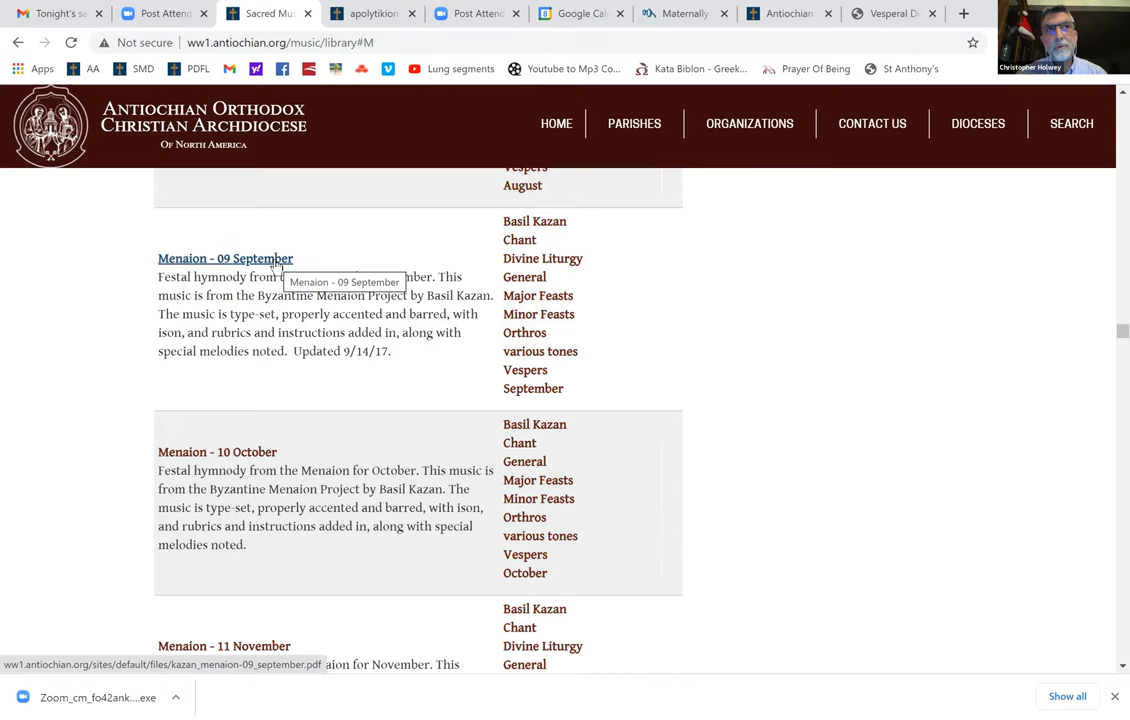 Tonight's se
Post Attend
Sacred Mus
apolytikion
Post Attend
Google Cal
Maternally
Antiochian
Vesperal D
Not secure
ww1.antiochian.org/music/library#M
Apps
AA
SMD
PDFL
Lung segments
Youtube to Mp3 Co...
Kata Biblon - Greek...
Prayer Of Being
St Anthony's
Christopher Holwey
ANTIOCHIAN ORTHODOX
CHRISTIAN ARCHDIOCESE
OF NORTH AMERICA
HOME
PARISHES
ORGANIZATIONS
CONTACT US
DIOCESES
SEARCH
Vespers
August
Menaion - 09 September
Menaion - 09 September
Festal hymnody from mber. This
music is from the Byzantine Menaion Project by Basil Kazan.
The music is type-set, properly accented and barred, with
ison, and rubrics and instructions added in, along with
special melodies noted.  Updated 9/14/17.
Basil Kazan
Chant
Divine Liturgy
General
Major Feasts
Minor Feasts
Orthros
various tones
Vespers
September
Menaion - 10 October
Festal hymnody from the Menaion for October. This music is
from the Byzantine Menaion Project by Basil Kazan. The
music is type-set, properly accented and barred, with ison,
and rubrics and instructions added in, along with special
melodies noted.
Basil Kazan
Chant
General
Major Feasts
Minor Feasts
Orthros
various tones
Vespers
October
Menaion - 11 November
aion for November. This
Basil Kazan
Chant
Divine Liturgy
General
ww1.antiochian.org/sites/default/files/kazan_menaion-09_september.pdf
Zoom_cm_fo42ank....exe
Show all